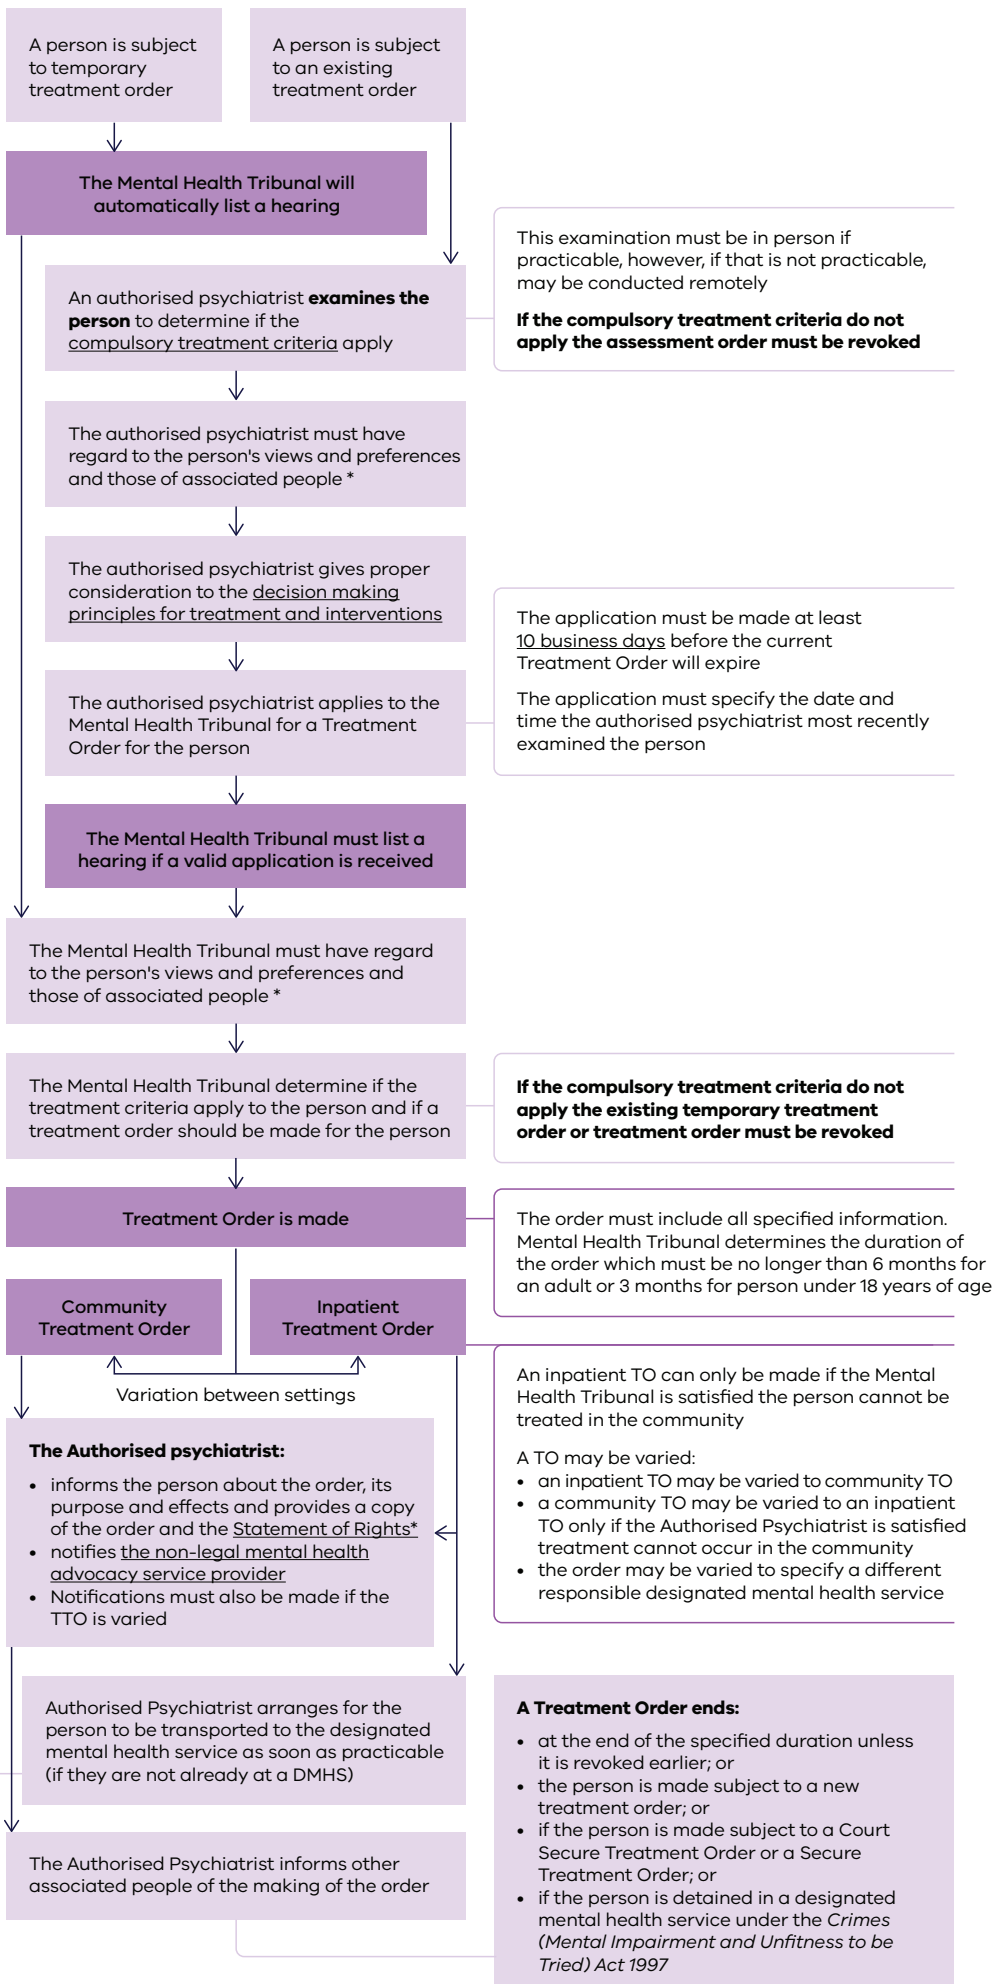 A person is subject
to temporary
treatment order
A person is subject
to an existing
treatment order
The Mental Health Tribunal will
automatically list a hearing
An authorised psychiatrist examines the
person to determine if the
compulsory treatment criteria apply
This examination must be in person if
practicable, however, if that is not practicable,
may be conducted remotely
If the compulsory treatment criteria do not
apply the assessment order must be revoked
The authorised psychiatrist must have
regard to the person's views and preferences
and those of associated people *
The authorised psychiatrist gives proper
consideration to the decision making
principles for treatment and interventions
The authorised psychiatrist applies to the
Mental Health Tribunal for a Treatment
Order for the person
The application must be made at least
10 business days before the current
Treatment Order will expire
The application must specify the date and
time the authorised psychiatrist most recently
examined the person
The Mental Health Tribunal must list a
hearing if a valid application is received
The Mental Health Tribunal must have regard
to the person's views and preferences and
those of associated people *
The Mental Health Tribunal determine if the
treatment criteria apply to the person and if a
treatment order should be made for the person
If the compulsory treatment criteria do not
apply the existing temporary treatment
order or treatment order must be revoked
Treatment Order is made
The order must include all specified information.
Mental Health Tribunal determines the duration of
the order which must be no longer than 6 months for
an adult or 3 months for person under 18 years of age
Community
Treatment Order
Inpatient
Treatment Order
Variation between settings
An inpatient TO can only be made if the Mental
Health Tribunal is satisfied the person cannot be
treated in the community
A TO may be varied:
• an inpatient TO may be varied to community TO
• a community TO may be varied to an inpatient
TO only if the Authorised Psychiatrist is satisfied
treatment cannot occur in the community
• the order may be varied to specify a different
responsible designated mental health service
The Authorised psychiatrist:
• informs the person about the order, its
purpose and effects and provides a copy
of the order and the Statement of Rights*
• notifies the non-legal mental health
advocacy service provider
• Notifications must also be made if the
TTO is varied
Authorised Psychiatrist arranges for the
person to be transported to the designated
mental health service as soon as practicable
(if they are not already at a DMHS)
The Authorised Psychiatrist informs other
associated people of the making of the order
A Treatment Order ends:
• at the end of the specified duration unless
it is revoked earlier; or
• the person is made subject to a new
treatment order; or
• if the person is made subject to a Court
Secure Treatment Order or a Secure
Treatment Order; or
• if the person is detained in a designated
mental health service under the Crimes
(Mental Impairment and Unfitness to be
Tried) Act 1997